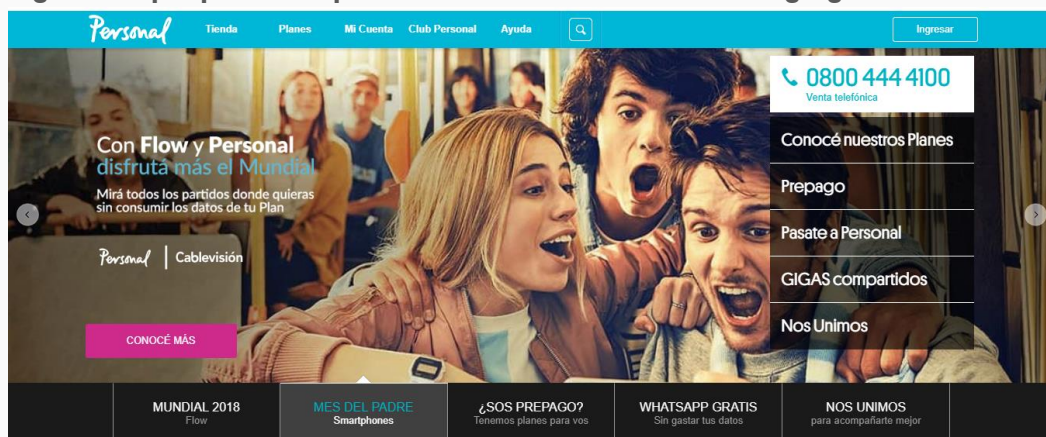 Personal
Tienda
Planes
Mi Cuenta
Club Personal
Ayuda
Ingresar
0800 444 4100
Venta telefónica
Conocé nuestros Planes
Prepago
Pasate a Personal
GIGAS compartidos
Nos Unimos
Con Flow y Personal
disfrutá más el Mundial
Mirá todos los partidos donde quieras
sin consumir los datos de tu Plan
Personal | Cablevisión
CONOCÉ MÁS
MUNDIAL 2018
Flow
MES DEL PADRE
Smartphones
¿SOS PREPAGO?
Tenemos planes para vos
WHATSAPP GRATIS
Sin gastar tus datos
NOS UNIMOS
para acompañarte mejor